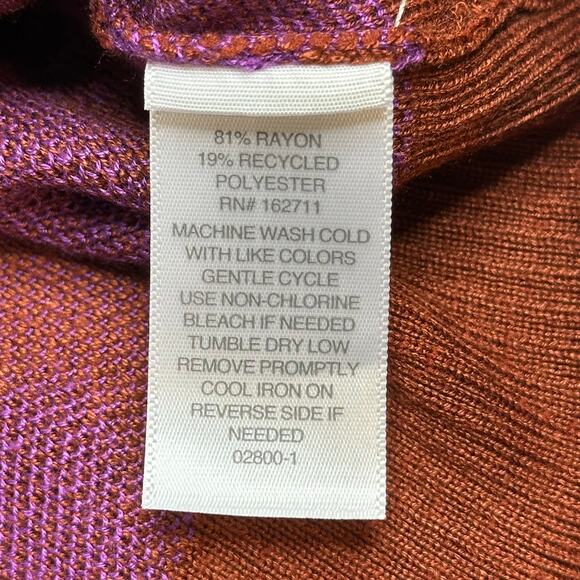 81% RAYON
19% RECYCLED
POLYESTER
RN# 162711
MACHINE WASH COLD
WITH LIKE COLORS
GENTLE CYCLE
USE NON-CHLORINE
BLEACH IF NEEDED
TUMBLE DRY LOW
REMOVE PROMPTLY
COOL IRON ON
REVERSE SIDE IF
NEEDED
02800-1